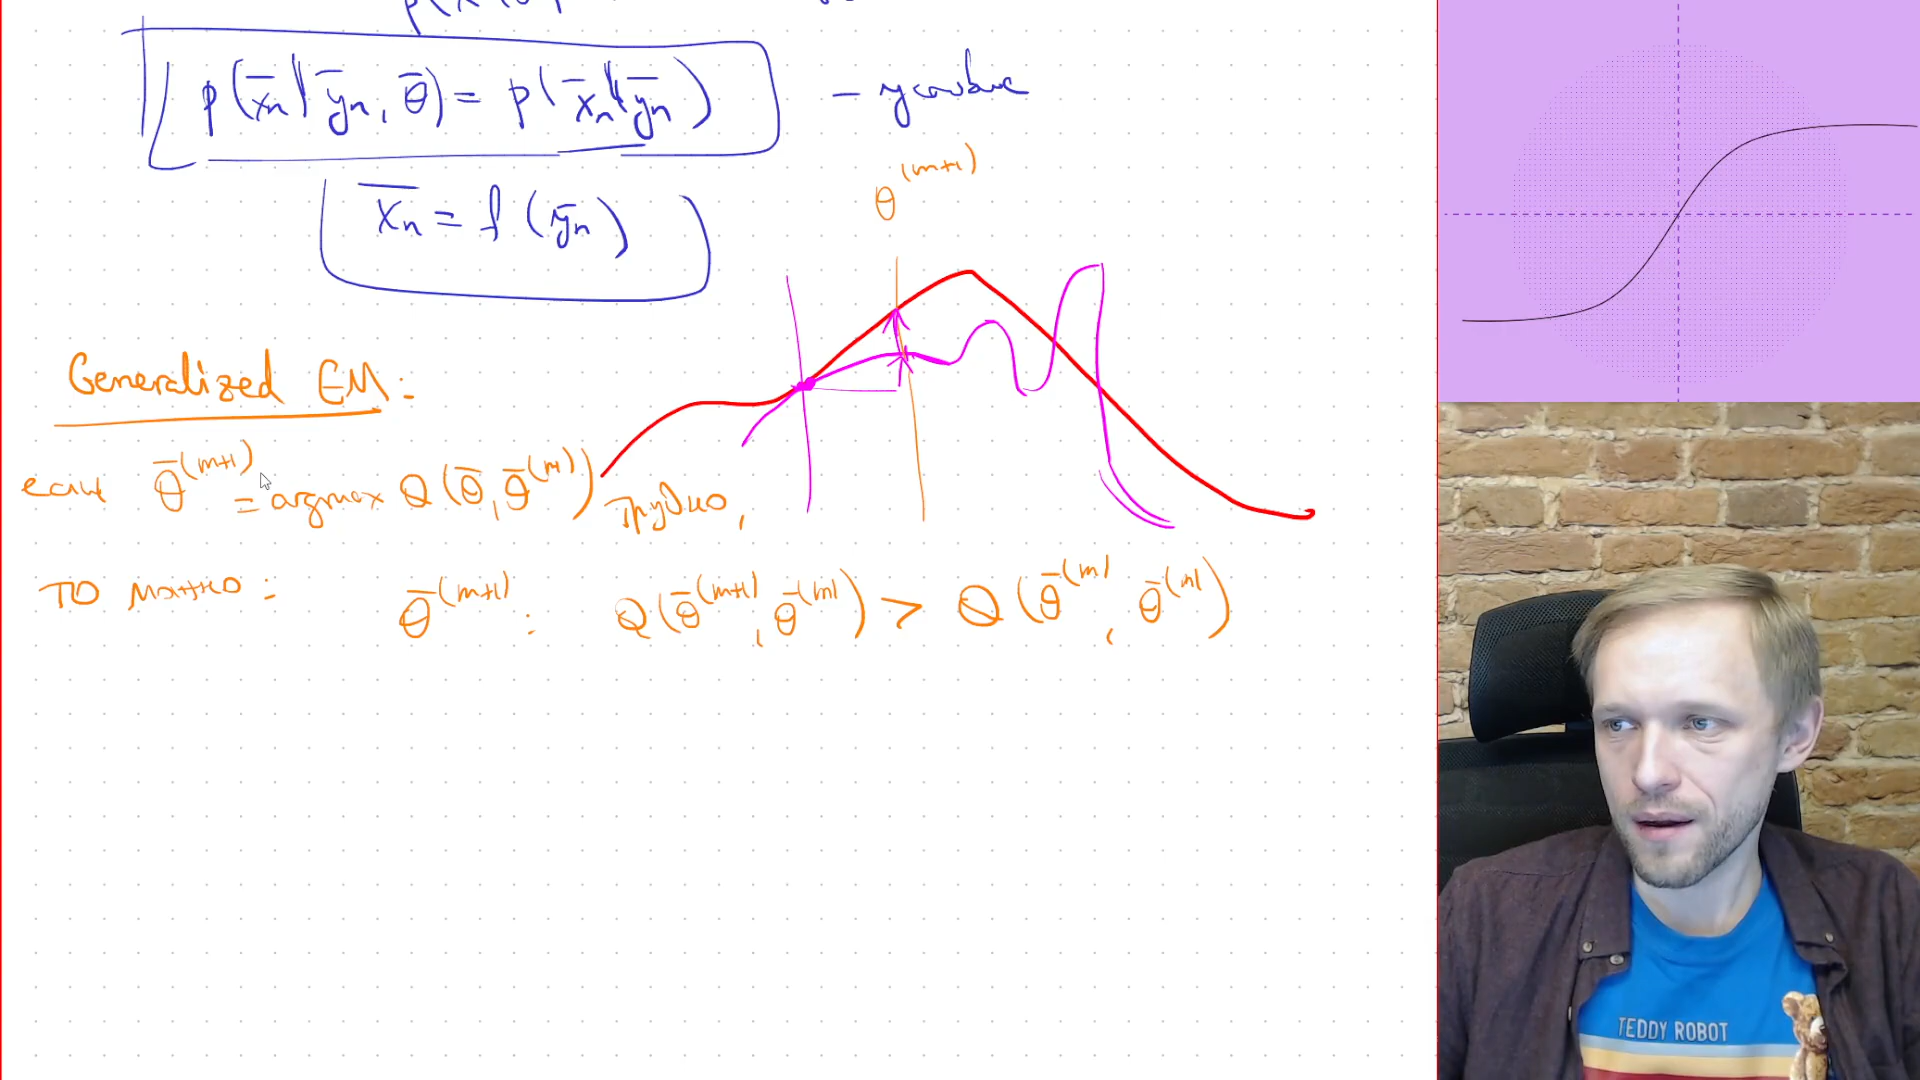 p(x̄n | ȳn, θ̄) = p(x̄n | ȳn) — условие
x̄n = f(ȳn)
θ^(m+1)
Generalized EM:
если θ̄^(m+1) = argmax Q(θ̄, θ̄^(m)) трудно,
то можно: θ̄^(m+1) : Q(θ̄^(m+1), θ̄^(m)) > Q(θ̄^(m), θ̄^(m))
TEDDY ROBOT